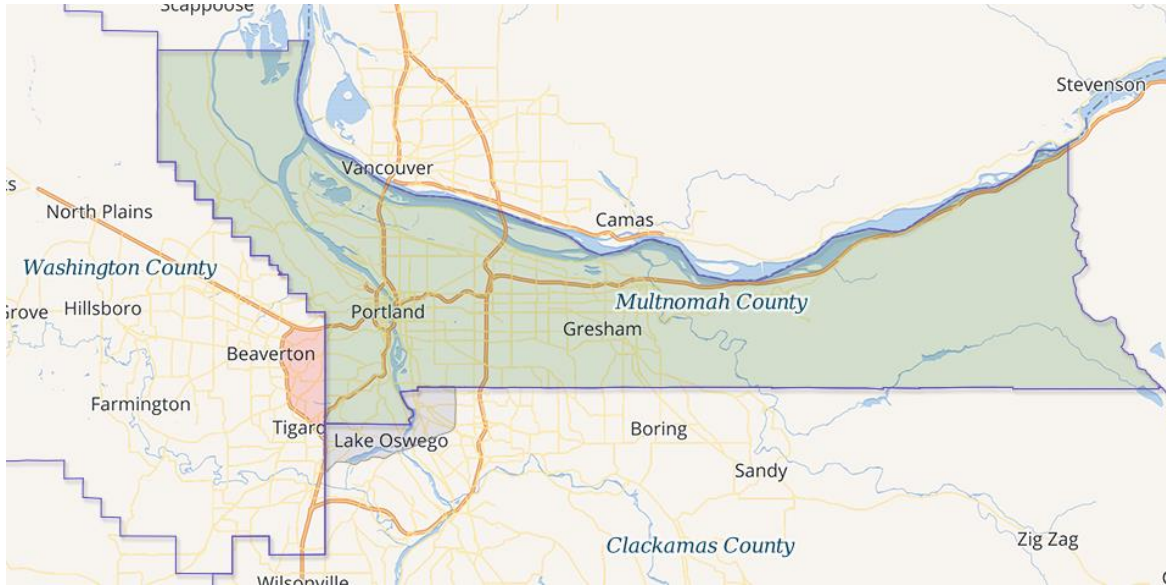 Scappoose
Stevenson
Vancouver
North Plains
Camas
Washington County
Hillsboro
Portland
Multnomah County
Gresham
Beaverton
Farmington
Tigard
Lake Oswego
Boring
Sandy
Zig Zag
Clackamas County
Wilsonville